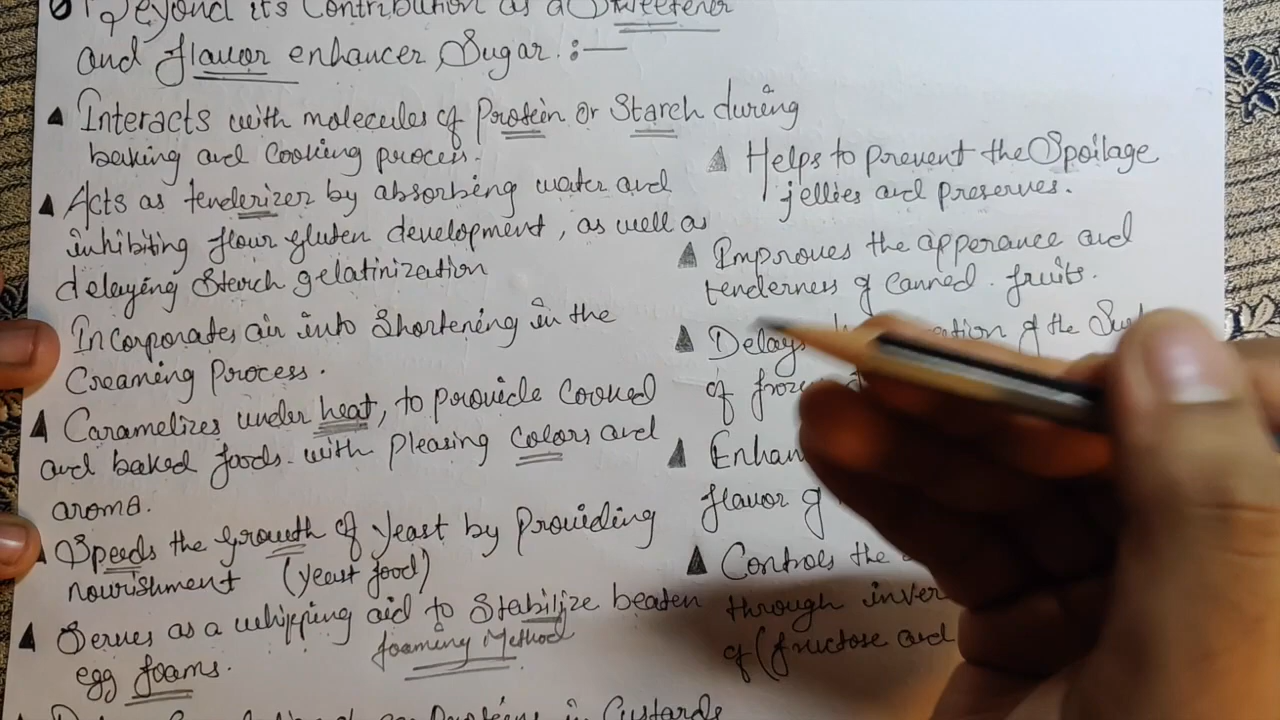 Beyond its Contribution as a Sweetener
and flavor enhancer Sugar :—
Interacts with molecules of Protein or Starch during
baking and Cooking process.
Acts as tenderizer by absorbing water and
inhibiting flour gluten development, as well as
delaying Starch gelatinization
Incorporates air into Shortening in the
Creaming Process.
Caramelizes under heat, to provide Cooked
and baked foods. with pleasing Colors and
aroma.
Speeds the growth of yeast by Providing
nourishment (yeast food)
Serves as a whipping aid to Stabilize beaten
egg foams. foaming Method
in Custards
Helps to prevent the Spoilage
jellies and preserves.
Improves the apperance and
tenderness of canned. fruits.
Delays of the
of
flavor of
Controls the
through
of (fructose and